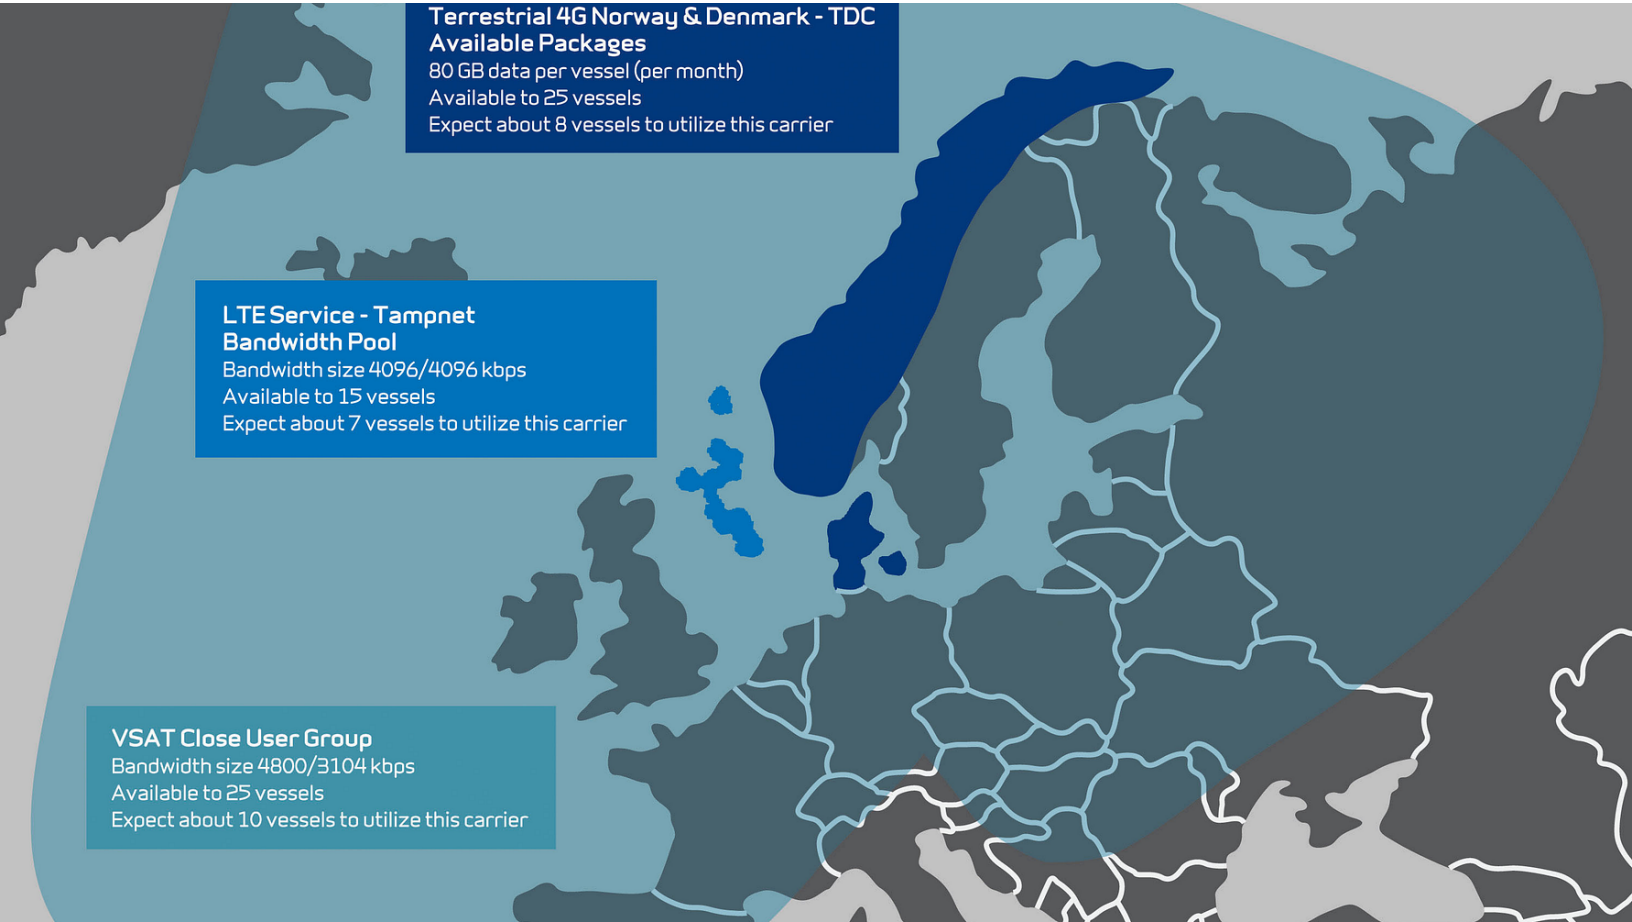 Terrestrial 4G Norway & Denmark - TDC
Available Packages
80 GB data per vessel (per month)
Available to 25 vessels
Expect about 8 vessels to utilize this carrier
LTE Service - Tampnet
Bandwidth Pool
Bandwidth size 4096/4096 kbps
Available to 15 vessels
Expect about 7 vessels to utilize this carrier
VSAT Close User Group
Bandwidth size 4800/3104 kbps
Available to 25 vessels
Expect about 10 vessels to utilize this carrier